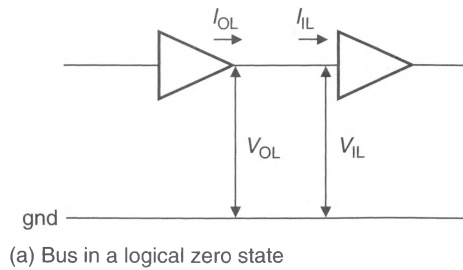 I_OL I_IL
V_OL V_IL
gnd
(a) Bus in a logical zero state